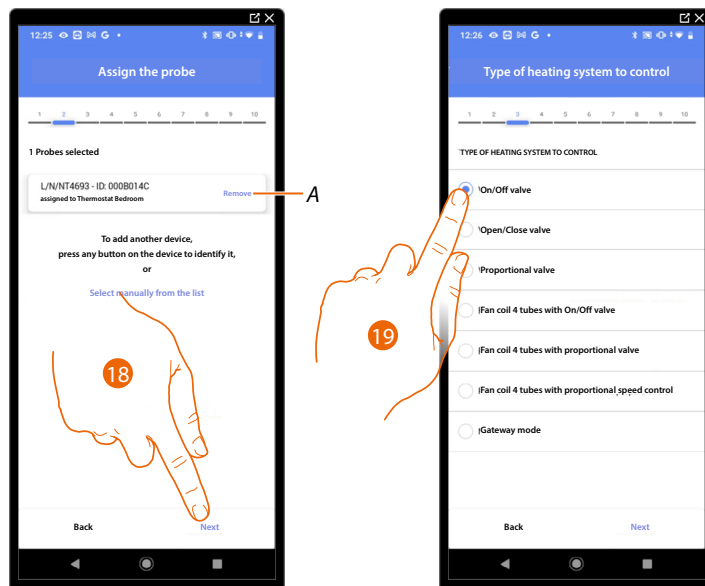 12:25 G
Assign the probe
1 2 3 4 5 6 7 8 9 10
1 Probes selected
L/N/NT4693 - ID: 000B014C
assigned to Thermostat Bedroom
Remove
A
To add another device,
press any button on the device to identify it,
or
Select manually from the list
18
Back Next
12:26 G
Type of heating system to control
1 2 3 4 5 6 7 8 9 10
TYPE OF HEATING SYSTEM TO CONTROL
On/Off valve
Open/Close valve
Proportional valve
Fan coil 4 tubes with On/Off valve
19
Fan coil 4 tubes with proportional valve
Fan coil 4 tubes with proportional speed control
Gateway mode
Back Next